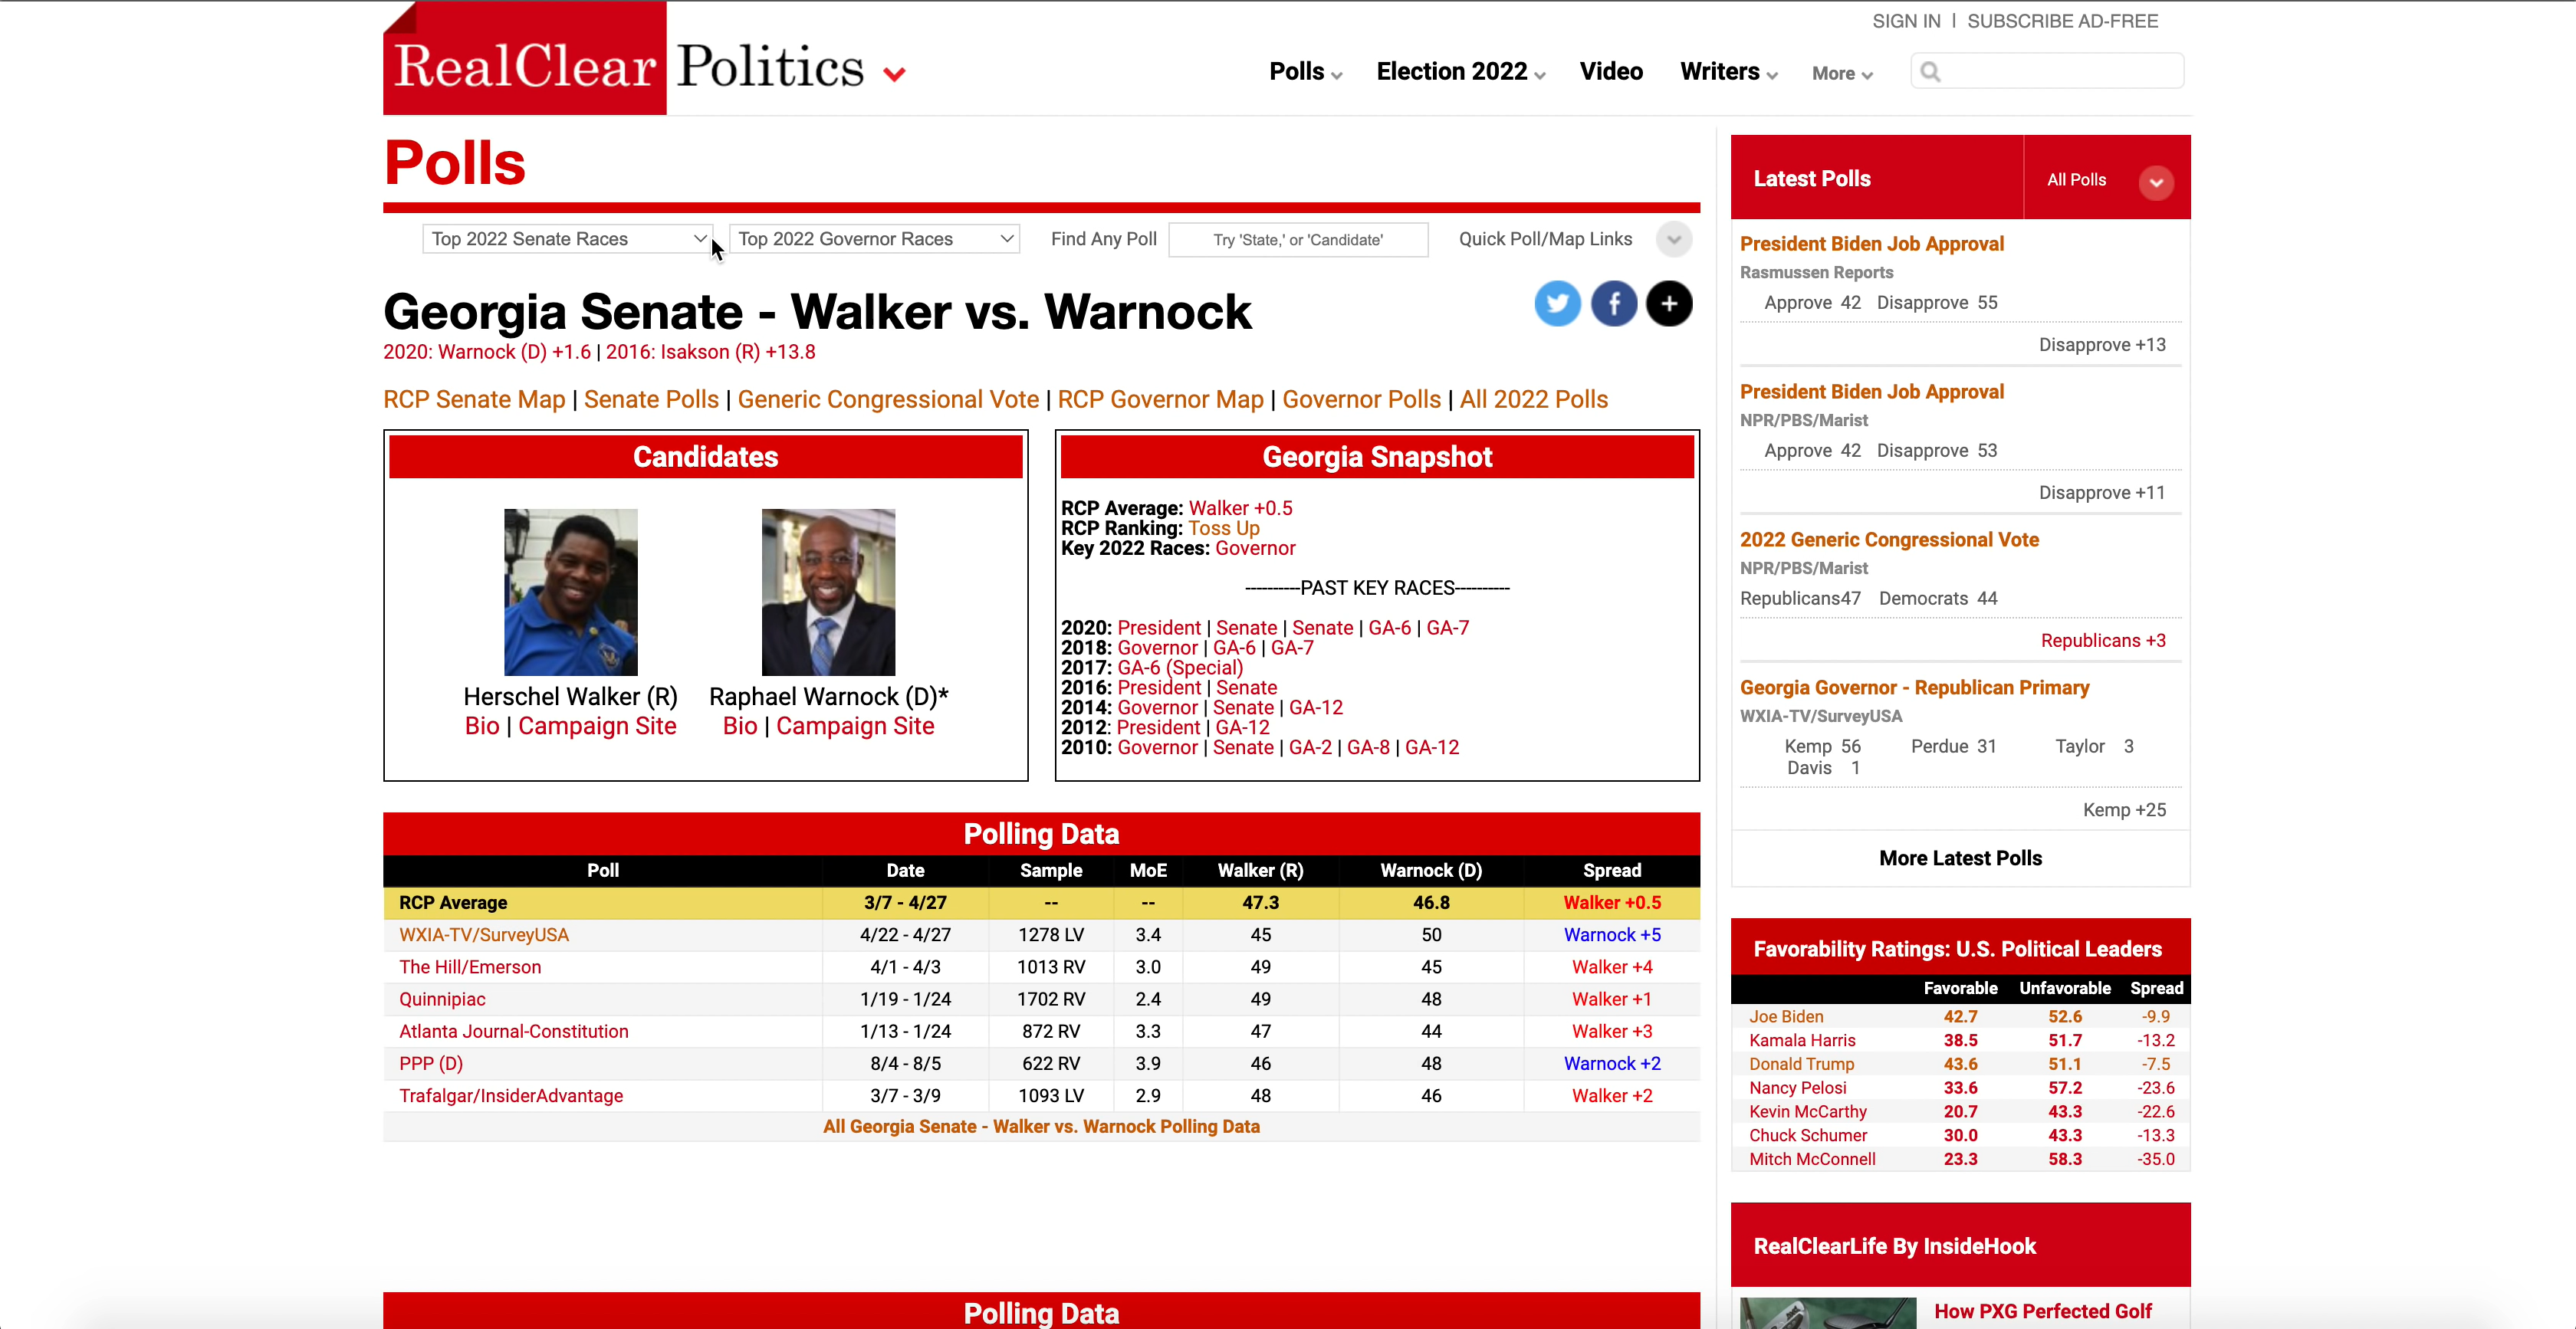 SIGN IN | SUBSCRIBE AD-FREE
RealClear Politics
Polls Election 2022 Video Writers More
Polls
Top 2022 Senate Races Top 2022 Governor Races Find Any Poll Try 'State,' or 'Candidate' Quick Poll/Map Links
Georgia Senate - Walker vs. Warnock
2020: Warnock (D) +1.6 | 2016: Isakson (R) +13.8
RCP Senate Map | Senate Polls | Generic Congressional Vote | RCP Governor Map | Governor Polls | All 2022 Polls
Candidates
Herschel Walker (R) Raphael Warnock (D)*
Bio | Campaign Site Bio | Campaign Site
Georgia Snapshot
RCP Average: Walker +0.5
RCP Ranking: Toss Up
Key 2022 Races: Governor
----------PAST KEY RACES----------
2020: President | Senate | Senate | GA-6 | GA-7
2018: Governor | GA-6 | GA-7
2017: GA-6 (Special)
2016: President | Senate
2014: Governor | Senate | GA-12
2012: President | GA-12
2010: Governor | Senate | GA-2 | GA-8 | GA-12
Polling Data
Poll Date Sample MoE Walker (R) Warnock (D) Spread
RCP Average 3/7 - 4/27 -- -- 47.3 46.8 Walker +0.5
WXIA-TV/SurveyUSA 4/22 - 4/27 1278 LV 3.4 45 50 Warnock +5
The Hill/Emerson 4/1 - 4/3 1013 RV 3.0 49 45 Walker +4
Quinnipiac 1/19 - 1/24 1702 RV 2.4 49 48 Walker +1
Atlanta Journal-Constitution 1/13 - 1/24 872 RV 3.3 47 44 Walker +3
PPP (D) 8/4 - 8/5 622 RV 3.9 46 48 Warnock +2
Trafalgar/InsiderAdvantage 3/7 - 3/9 1093 LV 2.9 48 46 Walker +2
All Georgia Senate - Walker vs. Warnock Polling Data
Polling Data
Latest Polls All Polls
President Biden Job Approval
Rasmussen Reports
Approve 42 Disapprove 55
Disapprove +13
President Biden Job Approval
NPR/PBS/Marist
Approve 42 Disapprove 53
Disapprove +11
2022 Generic Congressional Vote
NPR/PBS/Marist
Republicans47 Democrats 44
Republicans +3
Georgia Governor - Republican Primary
WXIA-TV/SurveyUSA
Kemp 56 Perdue 31 Taylor 3
Davis 1
Kemp +25
More Latest Polls
Favorability Ratings: U.S. Political Leaders
Favorable Unfavorable Spread
Joe Biden 42.7 52.6 -9.9
Kamala Harris 38.5 51.7 -13.2
Donald Trump 43.6 51.1 -7.5
Nancy Pelosi 33.6 57.2 -23.6
Kevin McCarthy 20.7 43.3 -22.6
Chuck Schumer 30.0 43.3 -13.3
Mitch McConnell 23.3 58.3 -35.0
RealClearLife By InsideHook
How PXG Perfected Golf